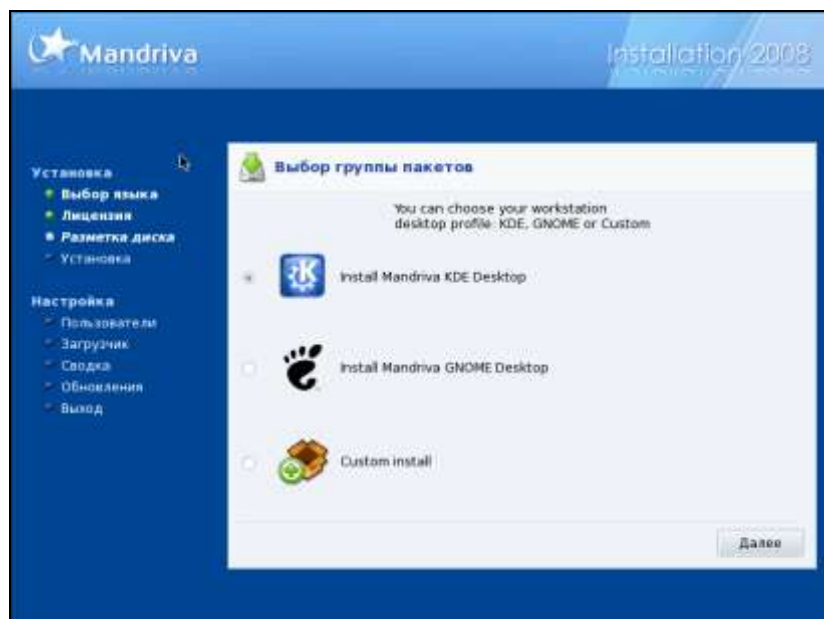 Mandriva
Installation 2008
Установка
Выбор языка
Лицензия
Разметка диска
Установка
Настройка
Пользователи
Загрузчик
Сводка
Обновления
Выход
Выбор группы пакетов
You can choose your workstation
desktop profile: KDE, GNOME or Custom
Install Mandriva KDE Desktop
Install Mandriva GNOME Desktop
Custom install
Далее